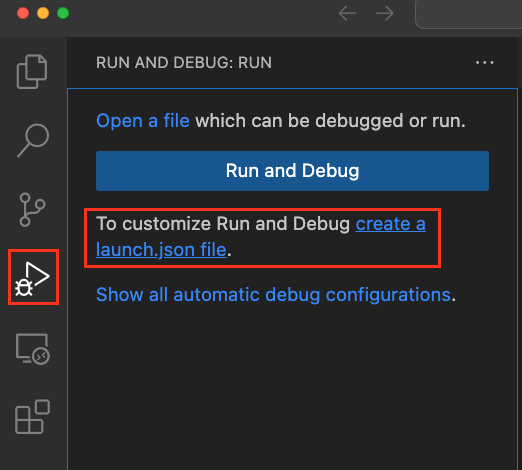 RUN AND DEBUG: RUN
Open a file which can be debugged or run.
Run and Debug
To customize Run and Debug create a
launch.json file.
Show all automatic debug configurations.